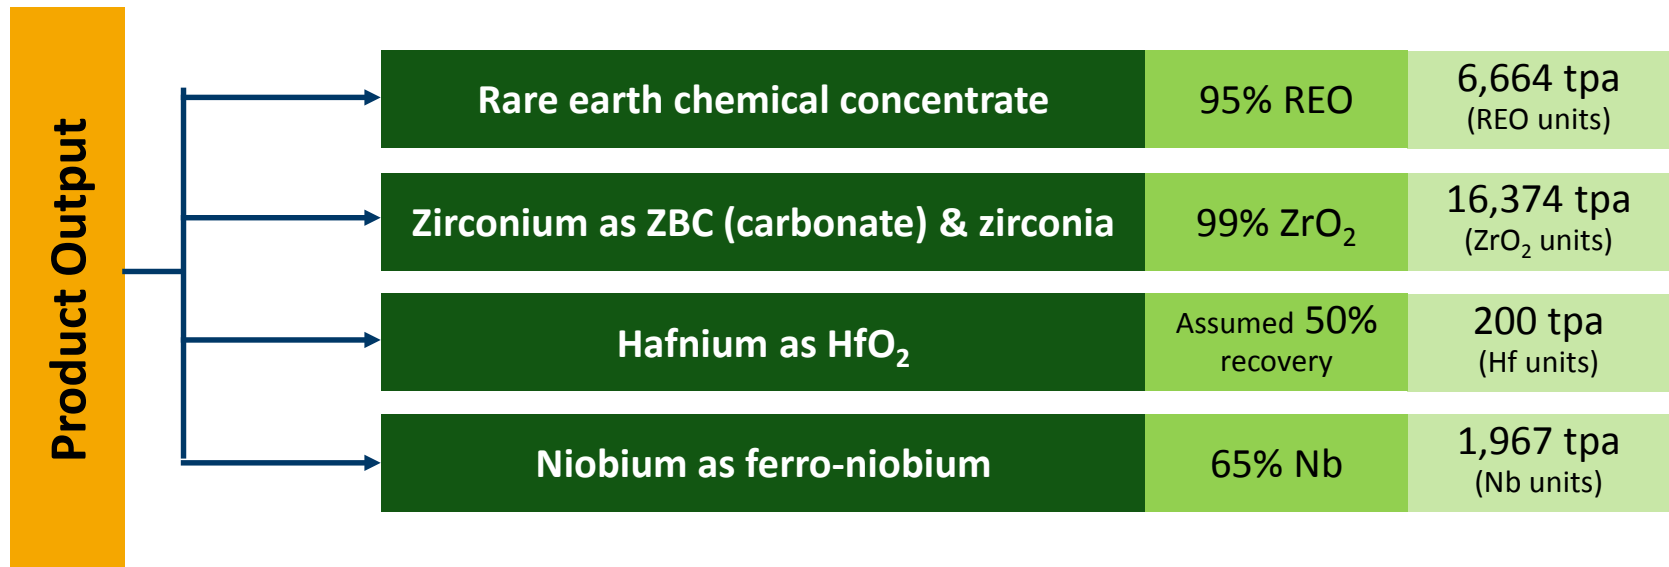 Product Output
Rare earth chemical concentrate
95% REO
6,664 tpa
(REO units)
Zirconium as ZBC (carbonate) & zirconia
99% ZrO₂
16,374 tpa
(ZrO₂ units)
Hafnium as HfO₂
Assumed 50%
recovery
200 tpa
(Hf units)
Niobium as ferro-niobium
65% Nb
1,967 tpa
(Nb units)